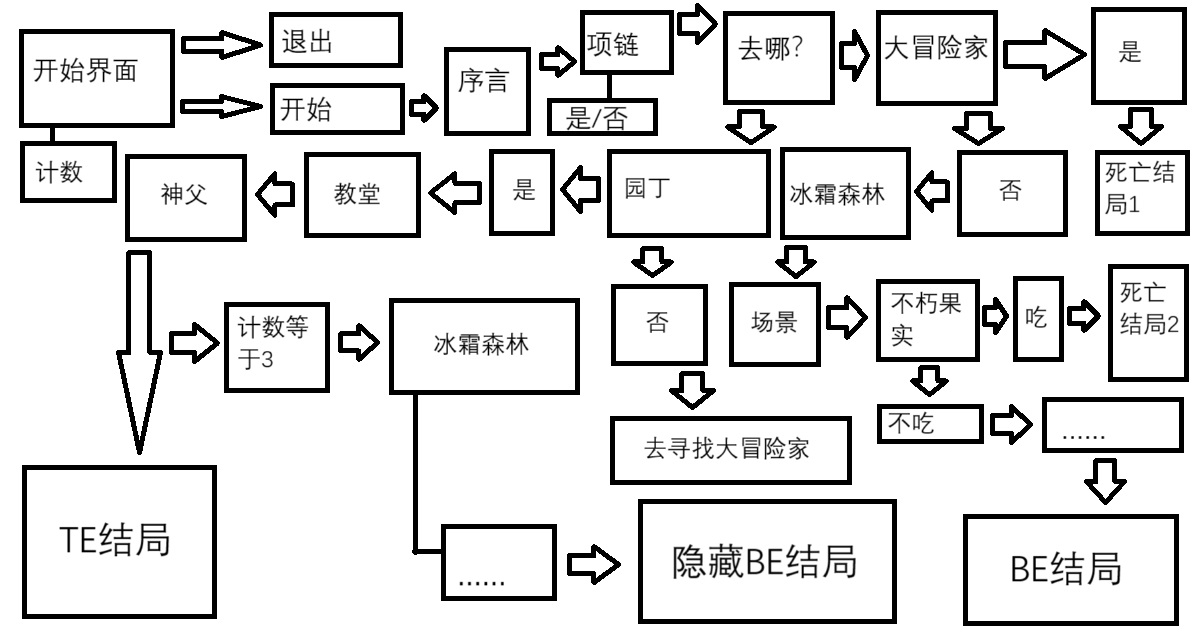 开始界面
退出
开始
计数
序言
项链
是/否
去哪？
大冒险家
是
死亡结
局1
否
冰霜森林
园丁
是
教堂
神父
否
场景
不朽果
实
吃
死亡
结局2
计数等
于3
冰霜森林
去寻找大冒险家
不吃
……
TE结局
……
隐藏BE结局
BE结局